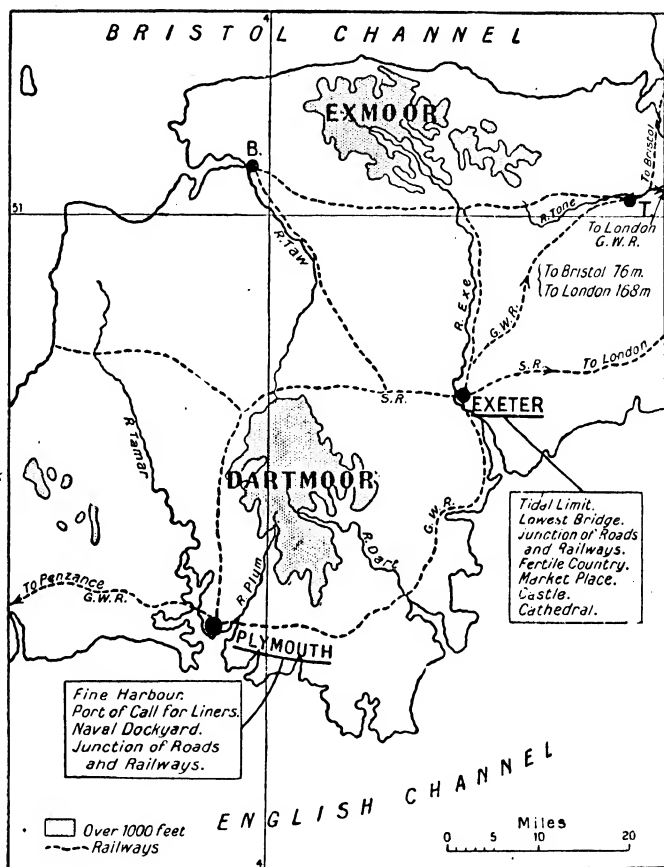 4
BRISTOL CHANNEL
EXMOOR
B.
To Bristol
51
R. Taw
R. Tone
T
To London
G.W.R.
R. Exe
G.W.R.
To Bristol 76m.
To London 168m
S.R.
To London
S.R.
EXETER
R. Tamar
DARTMOOR
G.W.R.
R. Dart
Tidal Limit.
Lowest Bridge.
Junction of Roads
and Railways.
Fertile Country.
Market Place.
Castle.
Cathedral.
To Penzance
G.W.R.
R. Plum
PLYMOUTH
Fine Harbour.
Port of Call for Liners.
Naval Dockyard.
Junction of Roads
and Railways.
ENGLISH CHANNEL
Over 1000 feet
Railways
Miles
0 5 10 20
4